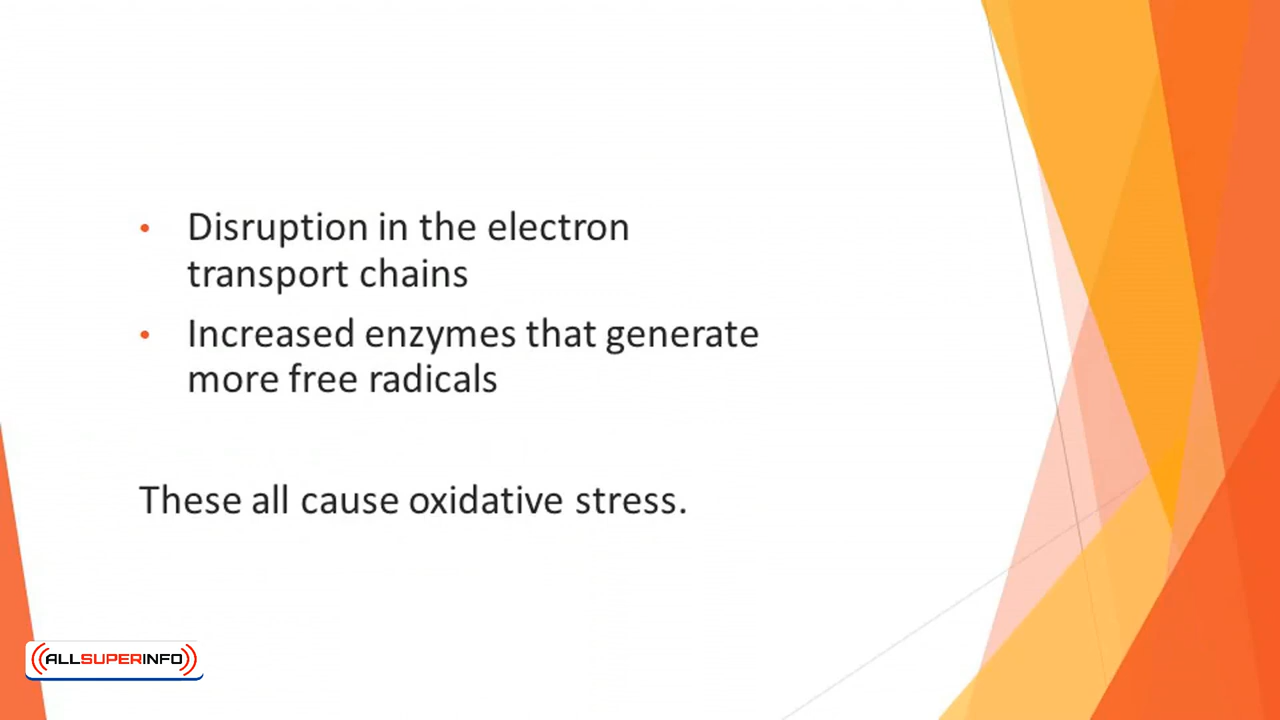 • Disruption in the electron
transport chains
• Increased enzymes that generate
more free radicals
These all cause oxidative stress.
ALLSUPERINFO